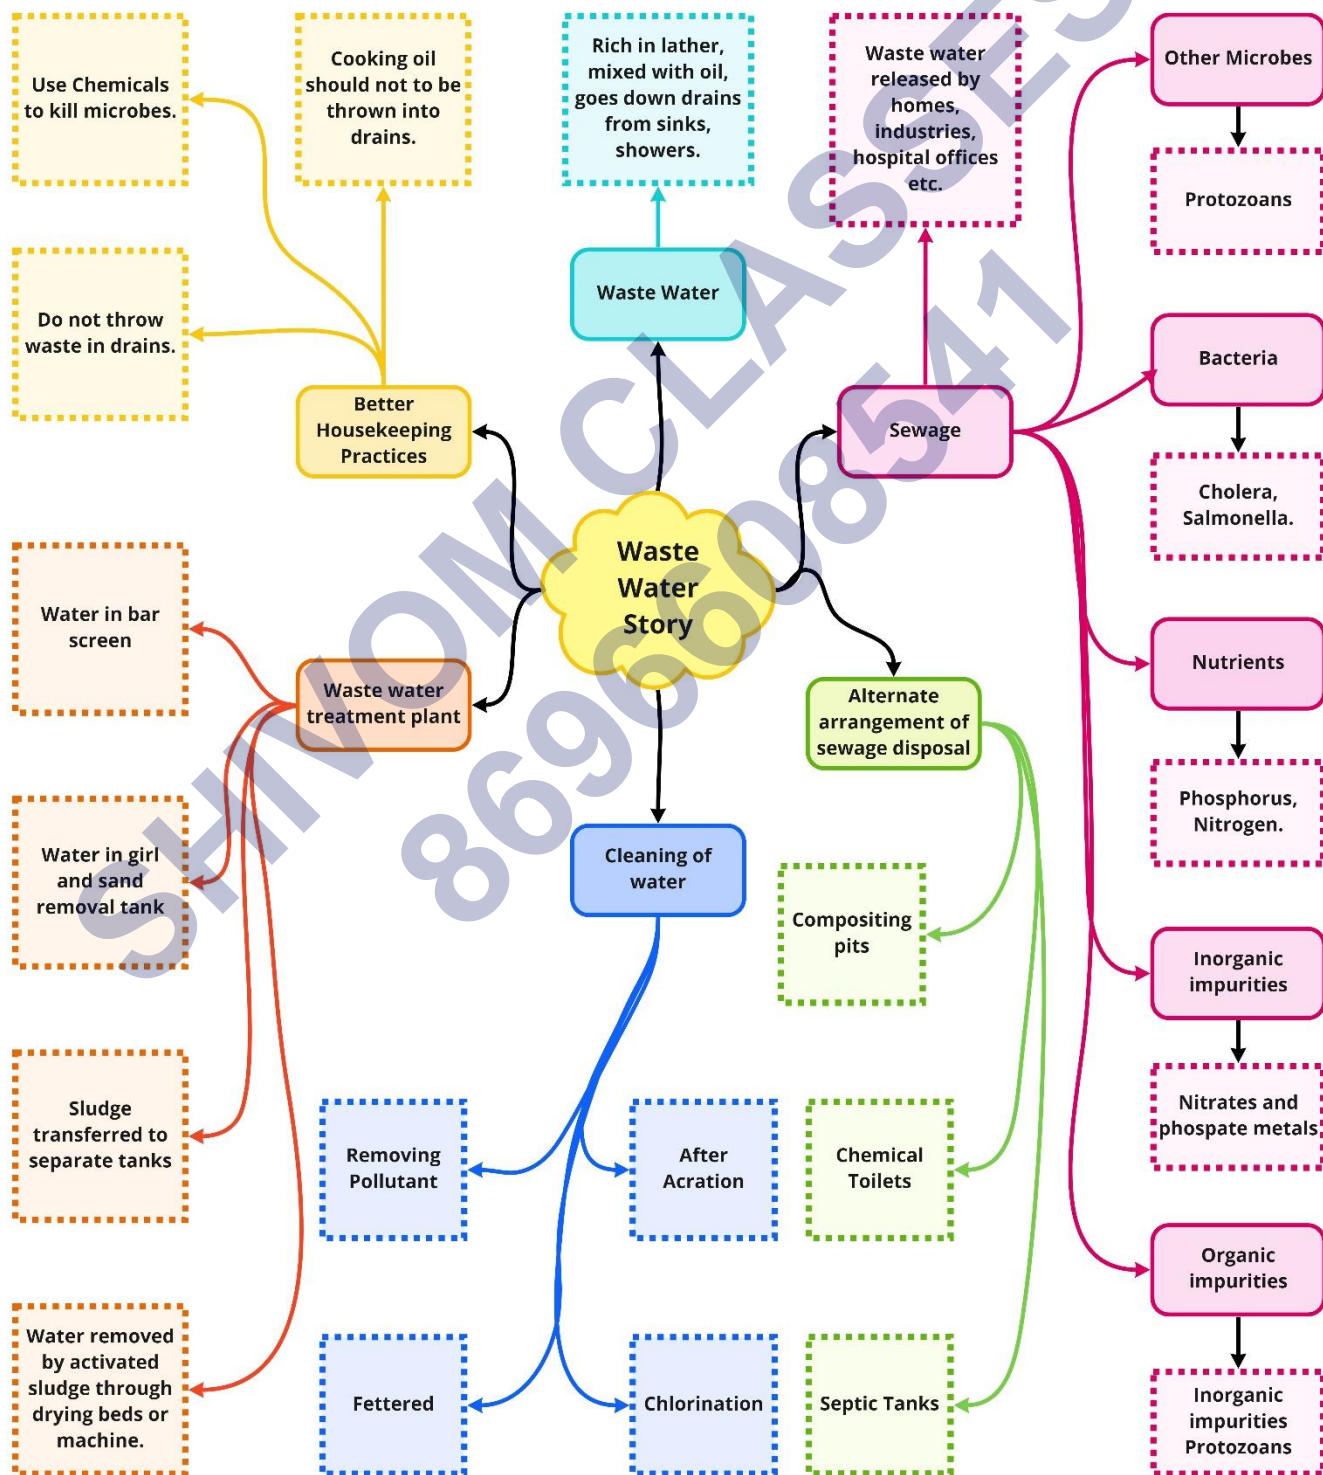 Use Chemicals
to kill microbes.
Cooking oil
should not to be
thrown into
drains.
Rich in lather,
mixed with oil,
goes down drains
from sinks,
showers.
Waste water
released by
homes,
industries,
hospital offices
etc.
Other Microbes
Protozoans
Do not throw
waste in drains.
Waste Water
Better
Housekeeping
Practices
Sewage
Bacteria
Cholera,
Salmonella.
Waste
Water
Story
Water in bar
screen
Waste water
treatment plant
Alternate
arrangement of
sewage disposal
Nutrients
Phosphorus,
Nitrogen.
Water in girl
and sand
removal tank
Cleaning of
water
Compositing
pits
Inorganic
impurities
Nitrates and
phospate metals
Sludge
transferred to
separate tanks
Removing
Pollutant
After
Acration
Chemical
Toilets
Organic
impurities
Water removed
by activated
sludge through
drying beds or
machine.
Fettered
Chlorination
Septic Tanks
Inorganic
impurities
Protozoans
SHIVOM CLASSES
8696608541